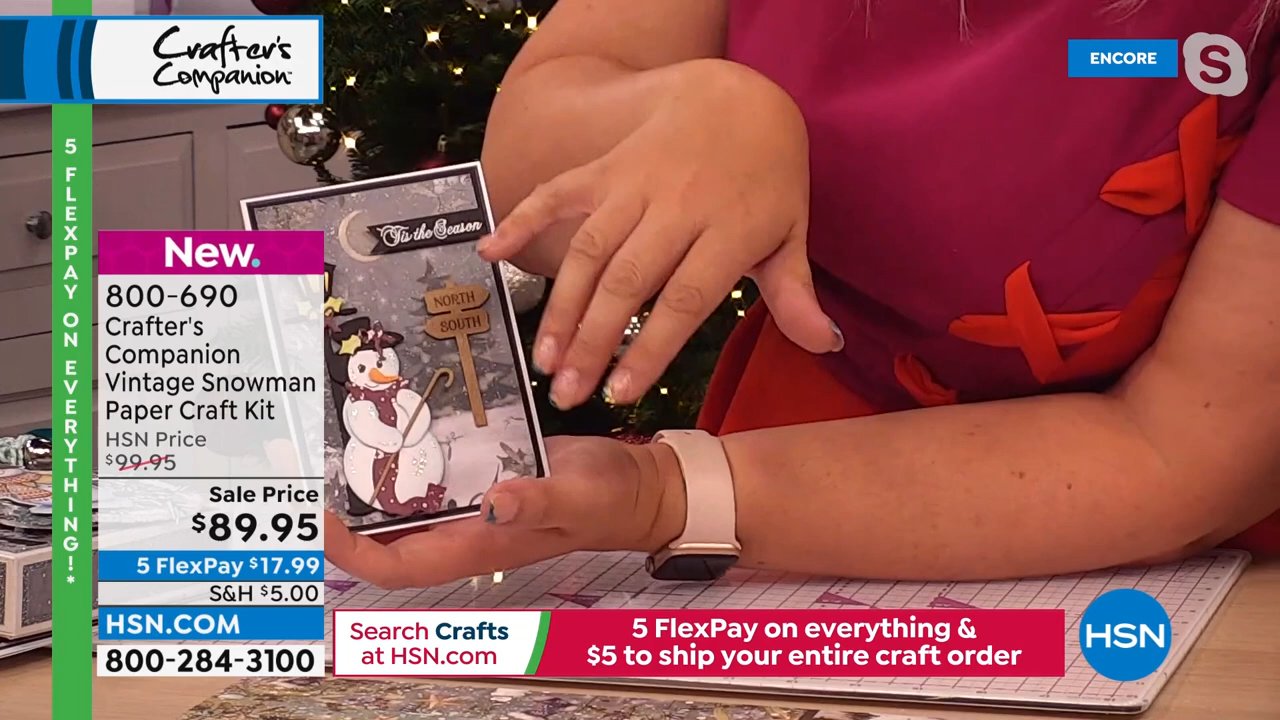 Crafter's
Companion
ENCORE
S
5 FLEXPAY ON EVERYTHING!*
'Tis the Season
NORTH
SOUTH
New.
800-690
Crafter's
Companion
Vintage Snowman
Paper Craft Kit
HSN Price
$99.95
Sale Price
$89.95
5 FlexPay $17.99
S&H $5.00
HSN.COM
800-284-3100
Search Crafts
at HSN.com
5 FlexPay on everything &
$5 to ship your entire craft order
HSN